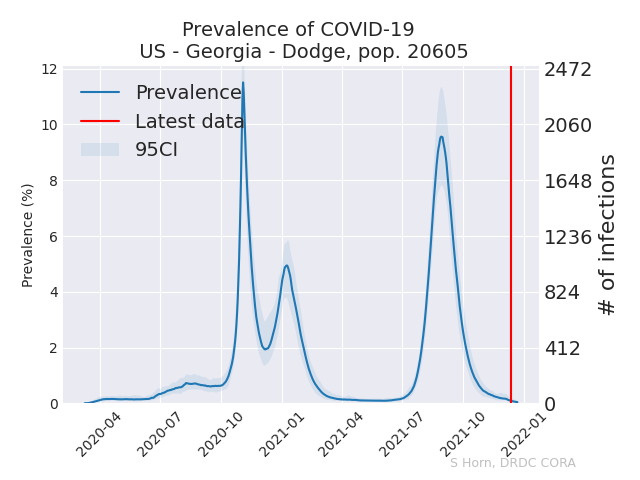 Prevalence of COVID-19
US - Georgia - Dodge, pop. 20605
Prevalence
Latest data
95CI
Prevalence (%)
12
10
8
6
4
2
0
2472
2060
1648
1236
824
412
0
# of infections
2020-04
2020-07
2020-10
2021-01
2021-04
2021-07
2021-10
2022-01
S Horn, DRDC CORA